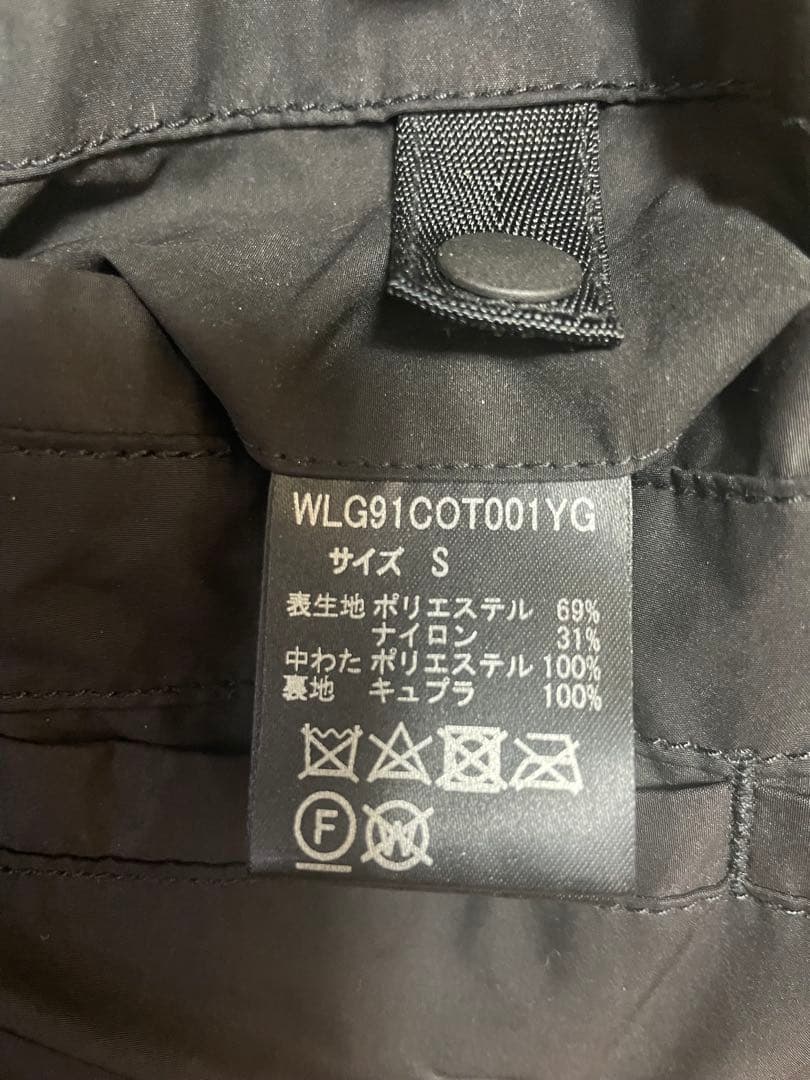 WLG91COT001YG
サイズ S
表生地 ポリエステル 69%
ナイロン 31%
中わた ポリエステル 100%
裏地 キュプラ 100%
F W